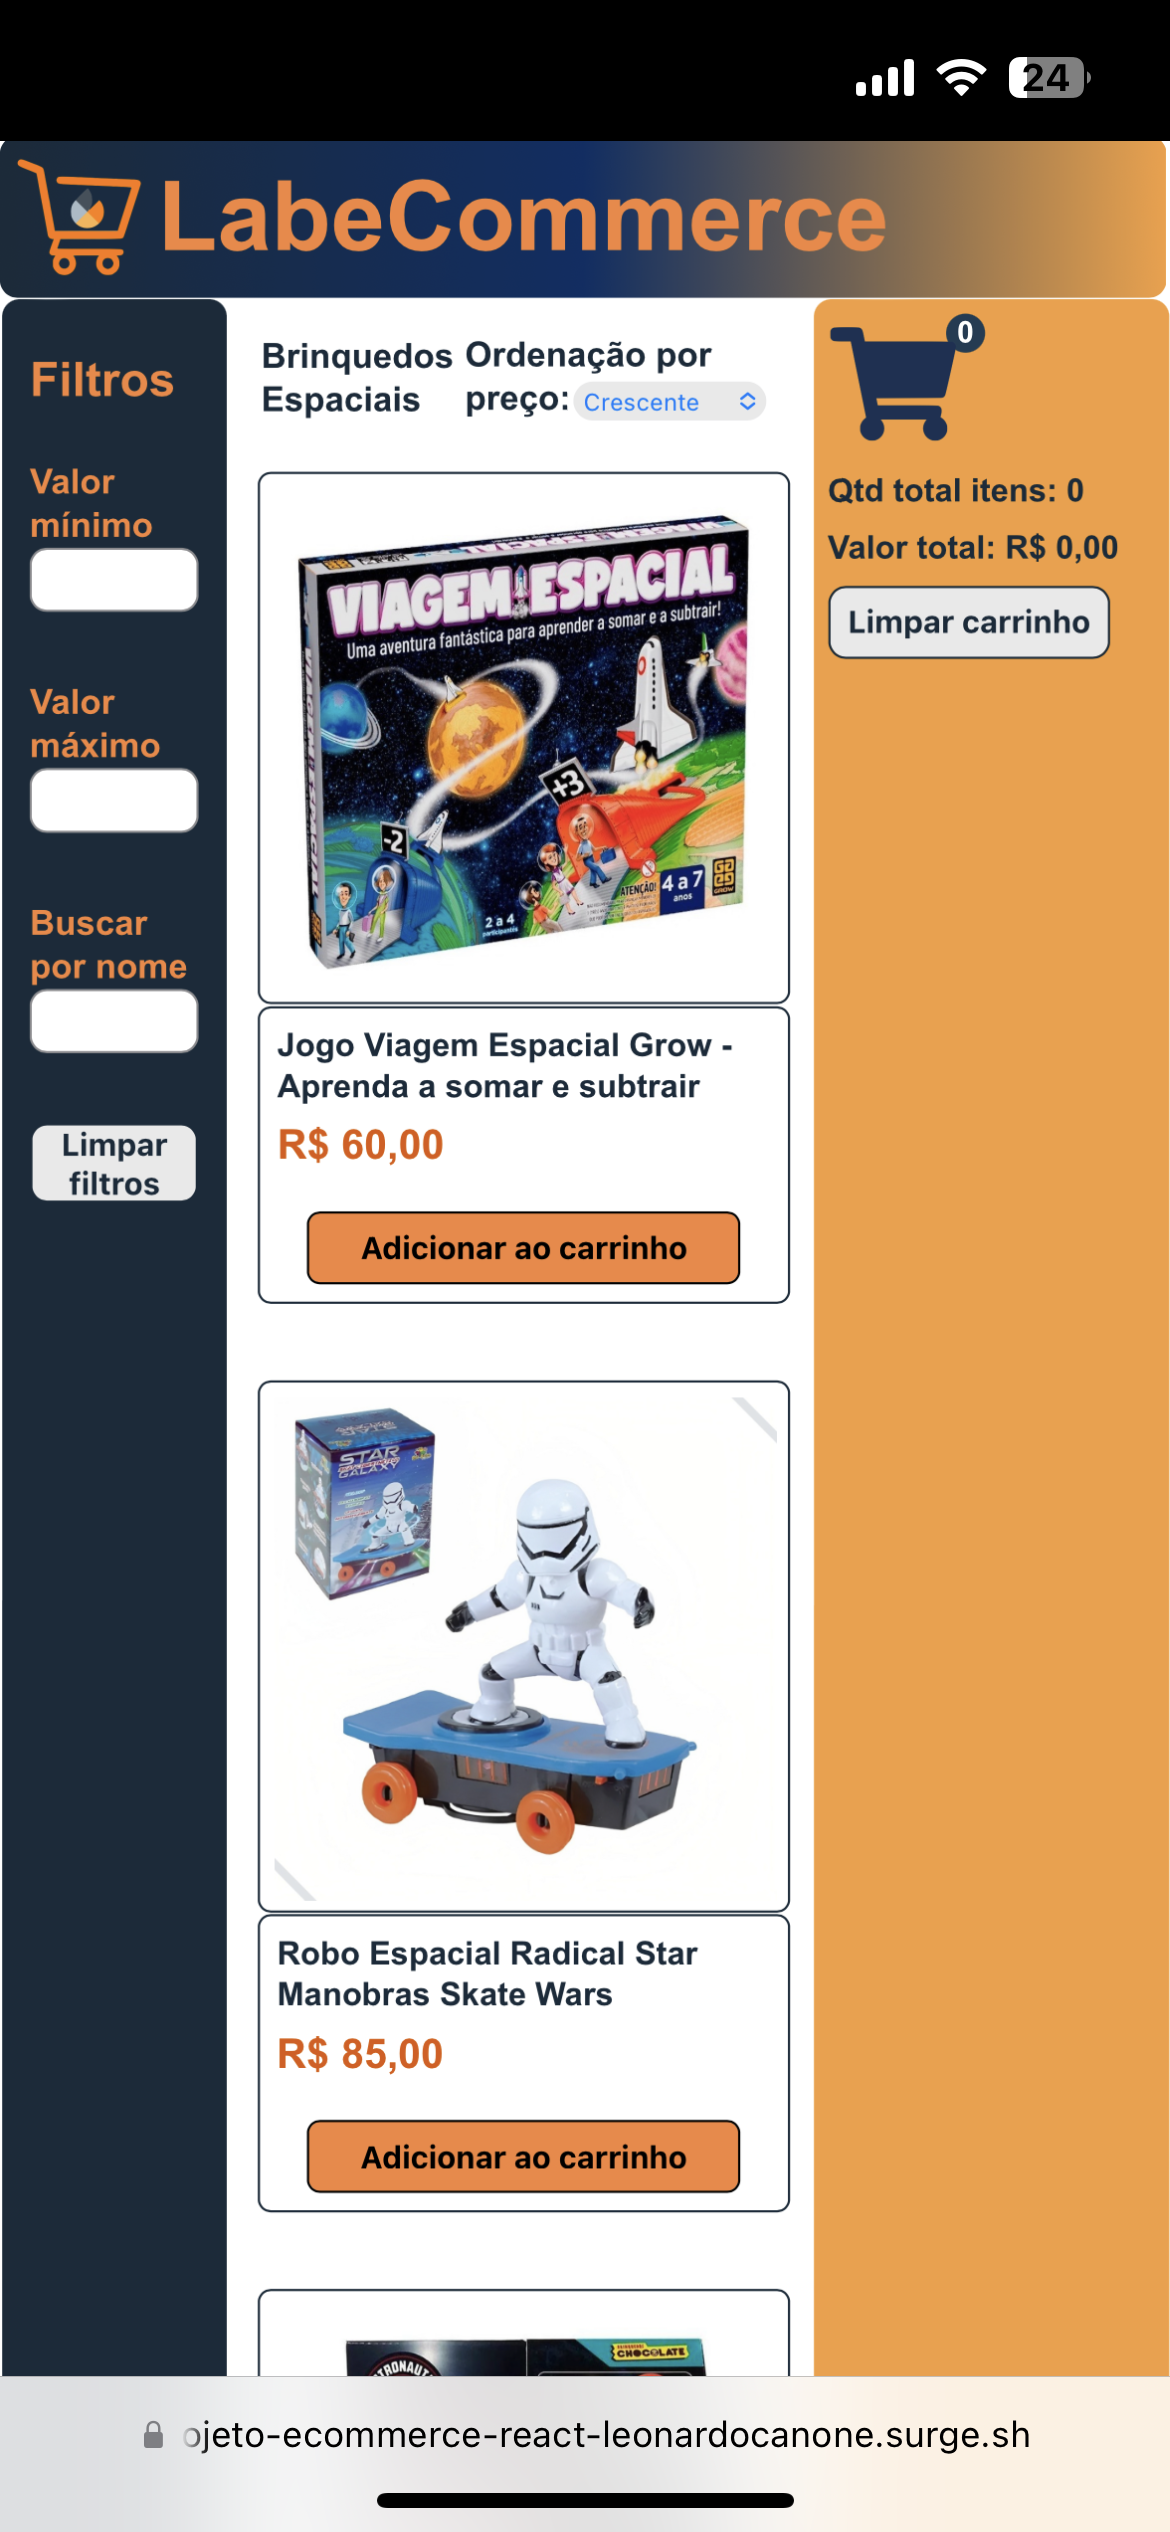 24
LabeCommerce
Filtros
Valor
mínimo
Valor
máximo
Buscar
por nome
Limpar
filtros
Brinquedos
Espaciais
Ordenação por
preço: Crescente
VIAGEM ESPACIAL
Uma aventura fantástica para aprender a somar e a subtrair!
+3
-2
ATENÇÃO!
4 a 7
anos
GROW
2 a 4
participantes
Jogo Viagem Espacial Grow -
Aprenda a somar e subtrair
R$ 60,00
Adicionar ao carrinho
STAR
GALAXY
Robo Espacial Radical Star
Manobras Skate Wars
R$ 85,00
Adicionar ao carrinho
CHOCOLATE
0
Qtd total itens: 0
Valor total: R$ 0,00
Limpar carrinho
ojeto-ecommerce-react-leonardocanone.surge.sh